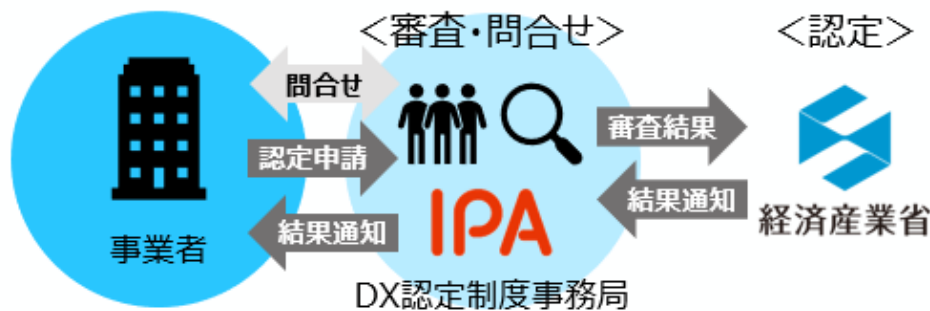 ＜審査・問合せ＞
＜認定＞
問合せ
認定申請
審査結果
結果通知
結果通知
事業者
IPA
経済産業省
DX認定制度事務局